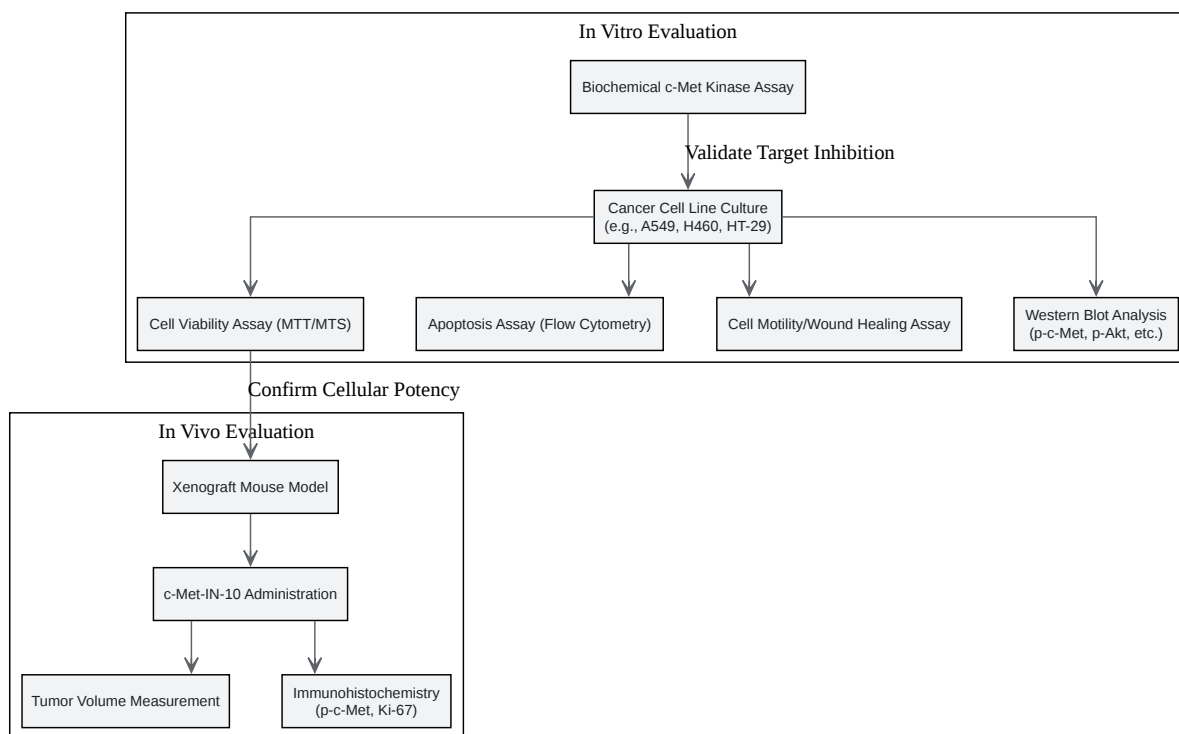 In Vitro Evaluation
Biochemical c-Met Kinase Assay
Validate Target Inhibition
Cancer Cell Line Culture
(e.g., A549, H460, HT-29)
Cell Viability Assay (MTT/MTS)
Apoptosis Assay (Flow Cytometry)
Cell Motility/Wound Healing Assay
Western Blot Analysis
(p-c-Met, p-Akt, etc.)
Confirm Cellular Potency
In Vivo Evaluation
Xenograft Mouse Model
c-Met-IN-10 Administration
Tumor Volume Measurement
Immunohistochemistry
(p-c-Met, Ki-67)